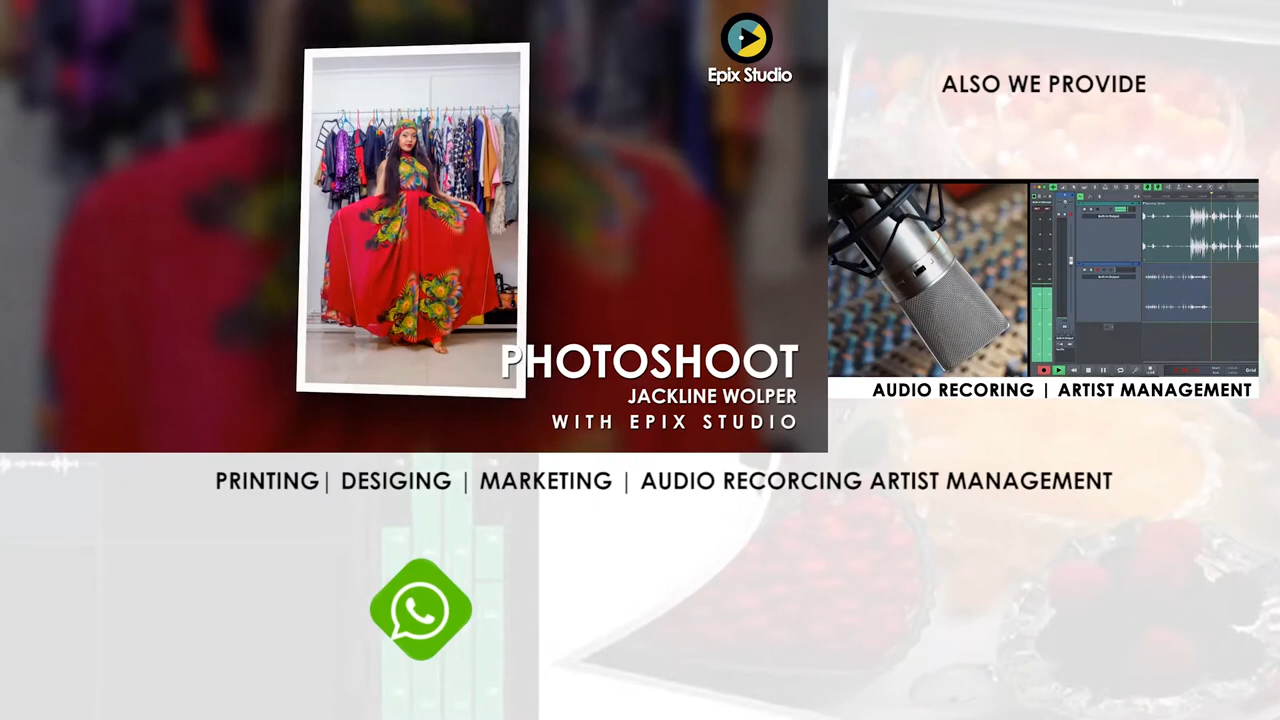 Epix Studio
ALSO WE PROVIDE
PHOTOSHOOT
JACKLINE WOLPER
WITH EPIX STUDIO
AUDIO RECORING | ARTIST MANAGEMENT
PRINTING| DESIGING | MARKETING | AUDIO RECORCING ARTIST MANAGEMENT